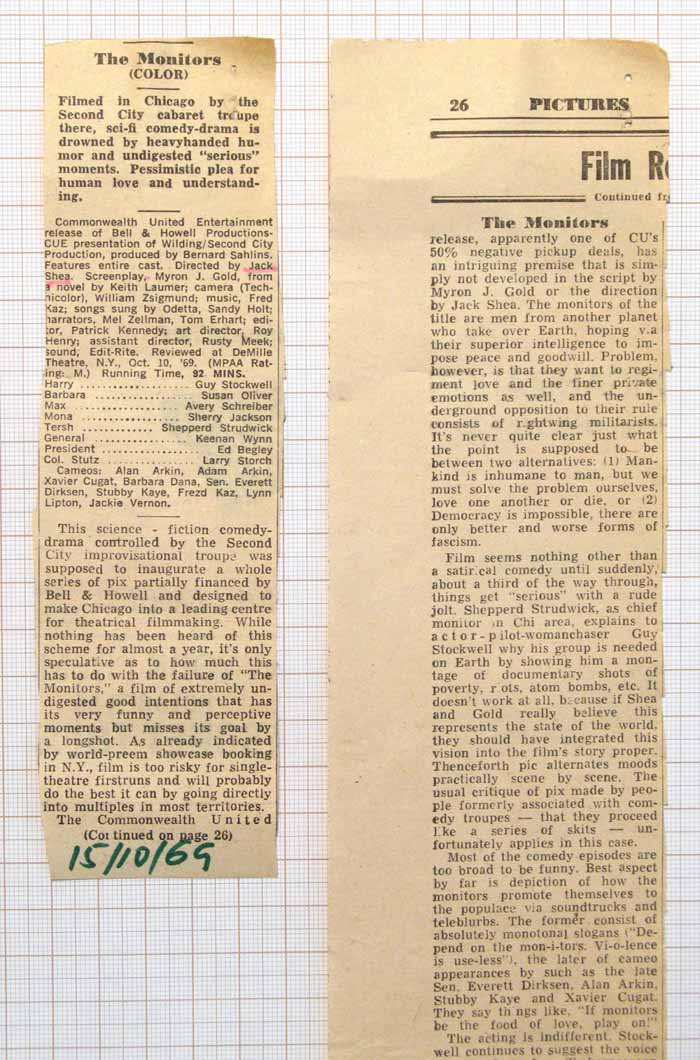 The Monitors
(COLOR)
Filmed in Chicago by the
Second City cabaret troupe
there, sci-fi comedy-drama is
drowned by heavyhanded hu-
mor and undigested "serious"
moments. Pessimistic plea for
human love and understand-
ing.
Commonwealth United Entertainment
release of Bell & Howell Productions-
CUE presentation of Wilding/Second City
Production, produced by Bernard Sahlins.
Features entire cast. Directed by Jack
Shea. Screenplay, Myron J. Gold, from
a novel by Keith Laumer; camera (Tech-
nicolor), William Zsigmund; music, Fred
Kaz; songs sung by Odetta, Sandy Holt;
narrators, Mel Zellman, Tom Erhart; edi-
tor, Patrick Kennedy; art director, Roy
Henry; assistant director, Rusty Meek;
sound, Edit-Rite. Reviewed at DeMille
Theatre, N.Y., Oct. 10, '69. (MPAA Rat-
ing: M.) Running Time, 92 MINS.
Harry .................. Guy Stockwell
Barbara ................ Susan Oliver
Max .................. Avery Schreiber
Mona ................. Sherry Jackson
Tersh ............. Shepperd Strudwick
General ................ Keenan Wynn
President ................. Ed Begley
Col. Stutz ............... Larry Storch
Cameos: Alan Arkin, Adam Arkin,
Xavier Cugat, Barbara Dana, Sen. Everett
Dirksen, Stubby Kaye, Frezd Kaz, Lynn
Lipton, Jackie Vernon.
This science - fiction comedy-
drama controlled by the Second
City improvisational troupe was
supposed to inaugurate a whole
series of pix partially financed by
Bell & Howell and designed to
make Chicago into a leading centre
for theatrical filmmaking. While
nothing has been heard of this
scheme for almost a year, it's only
speculative as to how much this
has to do with the failure of "The
Monitors," a film of extremely un-
digested good intentions that has
its very funny and perceptive
moments but misses its goal by
a longshot. As already indicated
by world-preem showcase booking
in N.Y., film is too risky for single-
theatre firstruns and will probably
do the best it can by going directly
into multiples in most territories.
The Commonwealth United
(Continued on page 26)
15/10/69
26 PICTURES
Film R
Continued fr
The Monitors
release, apparently one of CU's
50% negative pickup deals, has
an intriguing premise that is sim-
ply not developed in the script by
Myron J. Gold or the direction
by Jack Shea. The monitors of the
title are men from another planet
who take over Earth, hoping via
their superior intelligence to im-
pose peace and goodwill. Problem,
however, is that they want to regi-
ment love and the finer private
emotions as well, and the un-
derground opposition to their rule
consists of rightwing militarists.
It's never quite clear just what
the point is supposed to be
between two alternatives: (1) Man-
kind is inhumane to man, but we
must solve the problem ourselves,
love one another or die, or (2)
Democracy is impossible, there are
only better and worse forms of
fascism.
Film seems nothing other than
a satirical comedy until suddenly,
about a third of the way through,
things get "serious" with a rude
jolt. Shepperd Strudwick, as chief
monitor in Chi area, explains to
actor-pilot-womanchaser Guy
Stockwell why his group is needed
on Earth by showing him a mon-
tage of documentary shots of
poverty, riots, atom bombs, etc. It
doesn't work at all, because if Shea
and Gold really believe this
represents the state of the world,
they should have integrated this
vision into the film's story proper.
Thenceforth pic alternates moods
practically scene by scene. The
usual critique of pix made by peo-
ple formerly associated with com-
edy troupes — that they proceed
like a series of skits — un-
fortunately applies in this case.
Most of the comedy episodes are
too broad to be funny. Best aspect
by far is depiction of how the
monitors promote themselves to
the populace via soundtrucks and
teleblurbs. The former consist of
absolutely monotonal slogans ("De-
pend on the mon-i-tors. Vi-o-lence
is use-less"), the later of cameo
appearances by such as the late
Sen. Everett Dirksen, Alan Arkin,
Stubby Kaye and Xavier Cugat.
They say things like, "If monitors
be the food of love, play on!"
The acting is indifferent. Stock-
well continues to suggest the voice